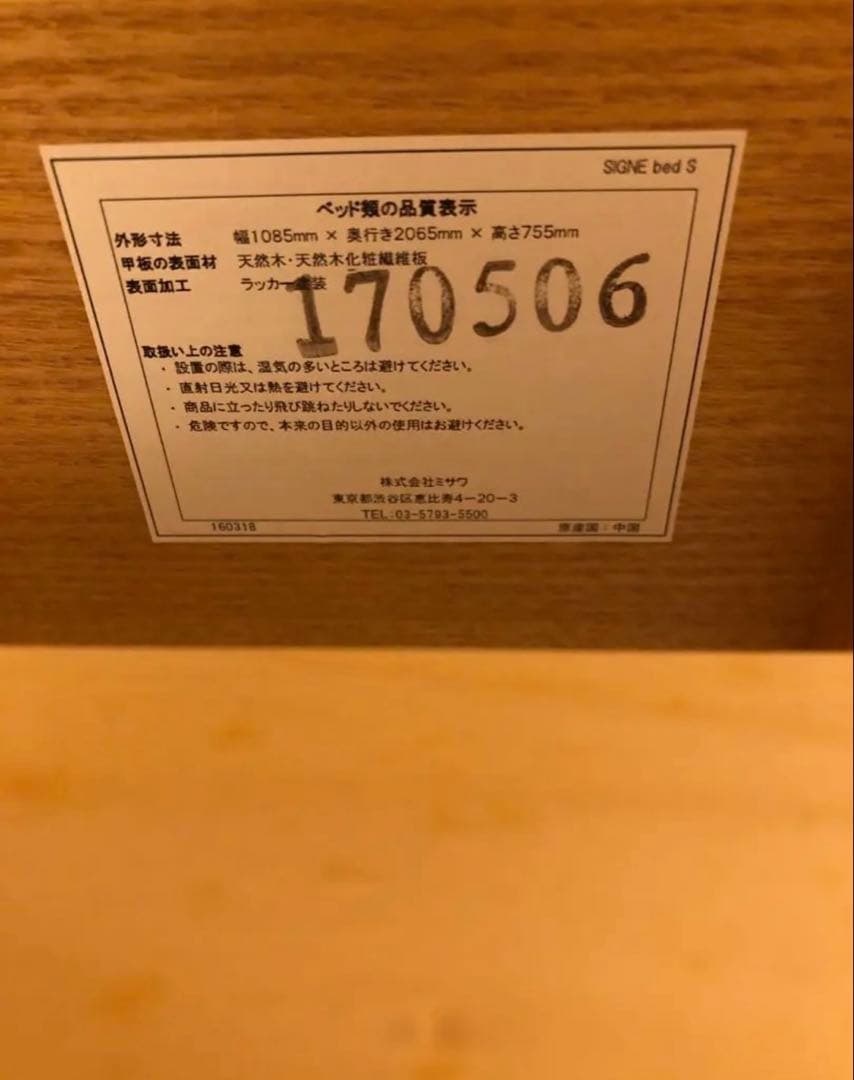 SIGNE bed S
ベッド類の品質表示
外形寸法 幅1085mm × 奥行き2065mm × 高さ755mm
甲板の表面材 天然木・天然木化粧繊維板
表面加工 ラッカー塗装
170506
取扱い上の注意
・ 設置の際は、湿気の多いところは避けてください。
・ 直射日光又は熱を避けてください。
・ 商品に立ったり飛び跳ねたりしないでください。
・ 危険ですので、本来の目的以外の使用はお避けください。
株式会社ミサワ
東京都渋谷区恵比寿4-20-3
TEL:03-5793-5500
160318 原産国：中国